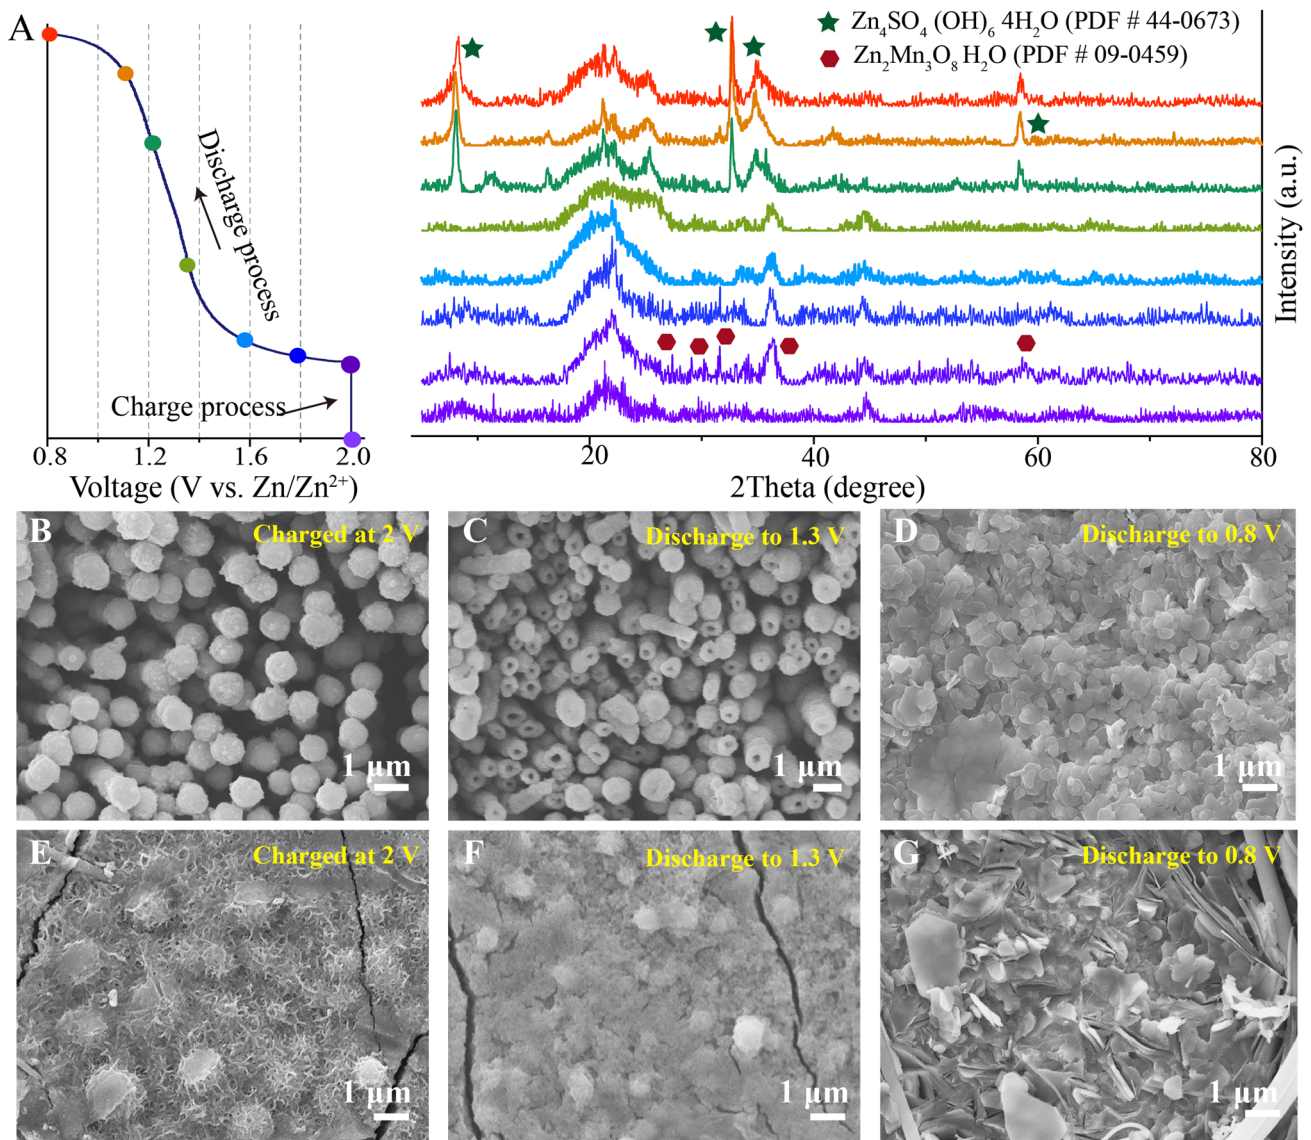 A
Discharge process
Charge process
0.8 1.2 1.6 2.0
Voltage (V vs. Zn/Zn²⁺)
Zn₄SO₄ (OH)₆ 4H₂O (PDF # 44-0673)
Zn₂Mn₃O₈ H₂O (PDF # 09-0459)
Intensity (a.u.)
20 40 60 80
2Theta (degree)
B
Charged at 2 V
1 µm
C
Discharge to 1.3 V
1 µm
D
Discharge to 0.8 V
1 µm
E
Charged at 2 V
1 µm
F
Discharge to 1.3 V
1 µm
G
Discharge to 0.8 V
1 µm